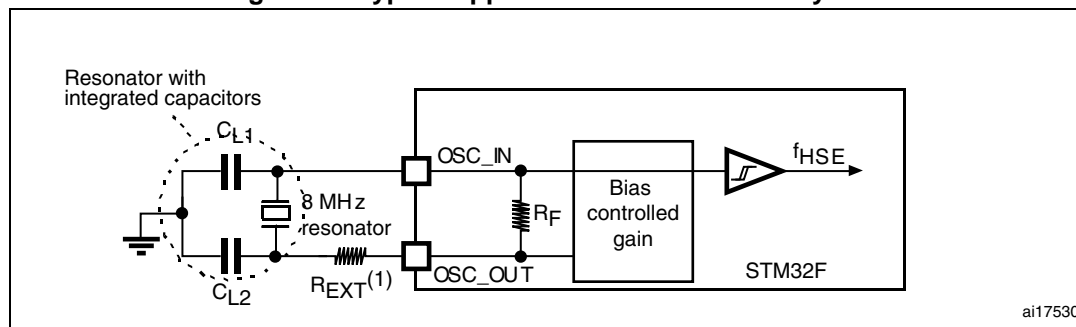 Resonator with
integrated capacitors
CL1
OSC_IN
fHSE
8 MHz
resonator
RF
Bias
controlled
gain
STM32F
OSC_OUT
REXT(1)
CL2
ai17530